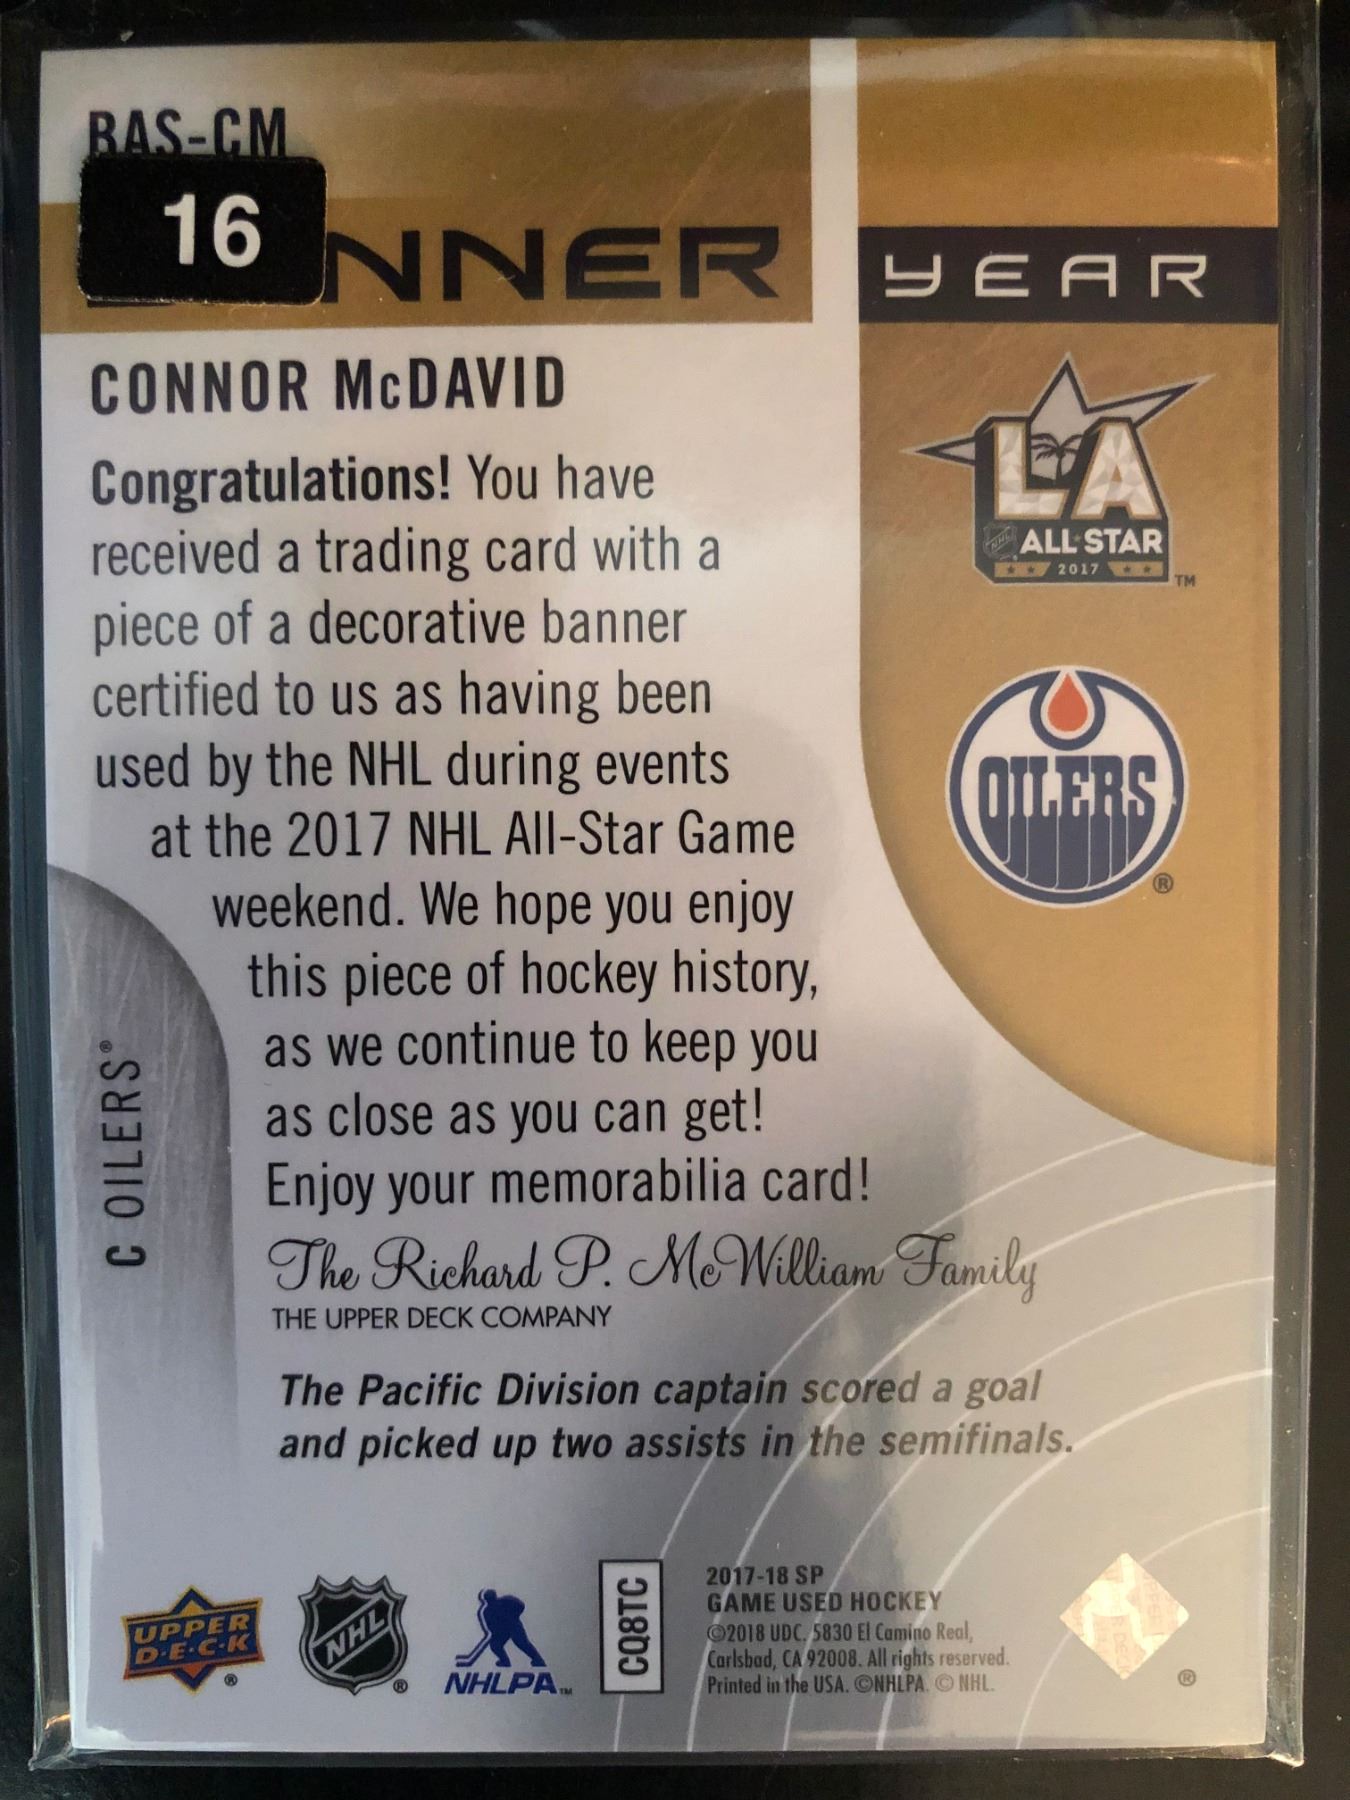 BAS-CM
16
NNER YEAR
CONNOR McDAVID
Congratulations! You have
received a trading card with a
piece of a decorative banner
certified to us as having been
used by the NHL during events
at the 2017 NHL All-Star Game
weekend. We hope you enjoy
this piece of hockey history,
as we continue to keep you
as close as you can get!
Enjoy your memorabilia card!
The Richard P. McWilliam Family
THE UPPER DECK COMPANY
The Pacific Division captain scored a goal
and picked up two assists in the semifinals.
LA
NHL
ALL★STAR
2017
TM
OILERS
®
C OILERS®
UPPER
D·E·C·K
®
NHL
®
NHLPA
TM
CQ8TC
2017-18 SP
GAME USED HOCKEY
©2018 UDC. 5830 El Camino Real,
Carlsbad, CA 92008. All rights reserved.
Printed in the USA. ©NHLPA. © NHL.
®